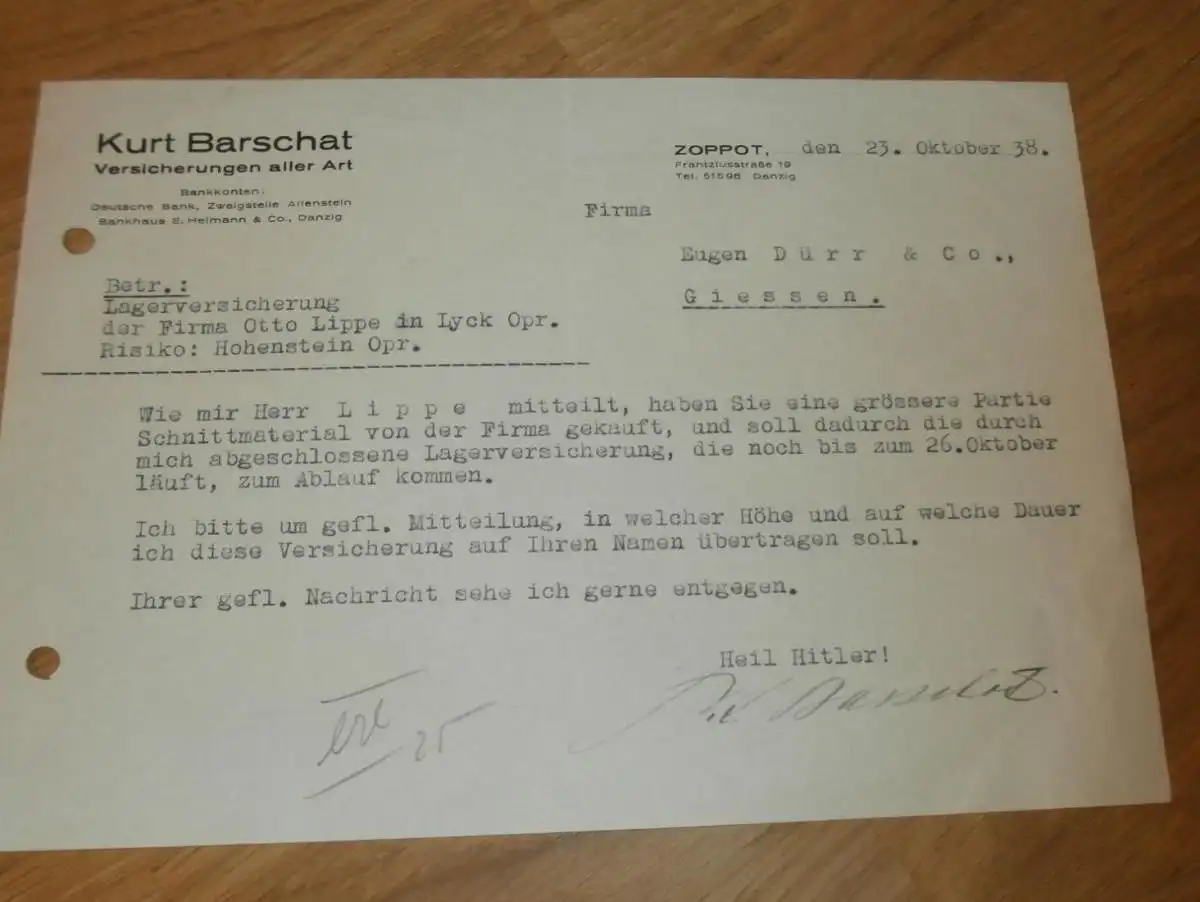 Kurt Barschat
Versicherungen aller Art
Bankkonten:
Deutsche Bank, Zweigstelle Allenstein
Bankhaus S. Heimann & Co., Danzig
ZOPPOT, den 23. Oktober 38.
Frantziusstraße 19
Tel. 51596 Danzig
Firma
Eugen Dürr & Co.,
Giessen.
Betr.:
Lagerversicherung
der Firma Otto Lippe in Lyck Opr.
Risiko: Hohenstein Opr.
Wie mir Herr Lippe mitteilt, haben Sie eine grössere Partie
Schnittmaterial von der Firma gekauft, und soll dadurch die durch
mich abgeschlossene Lagerversicherung, die noch bis zum 26.Oktober
läuft, zum Ablauf kommen.
Ich bitte um gefl. Mitteilung, in welcher Höhe und auf welche Dauer
ich diese Versicherung auf Ihren Namen übertragen soll.
Ihrer gefl. Nachricht sehe ich gerne entgegen.
Heil Hitler!
Barschat.
erl
25